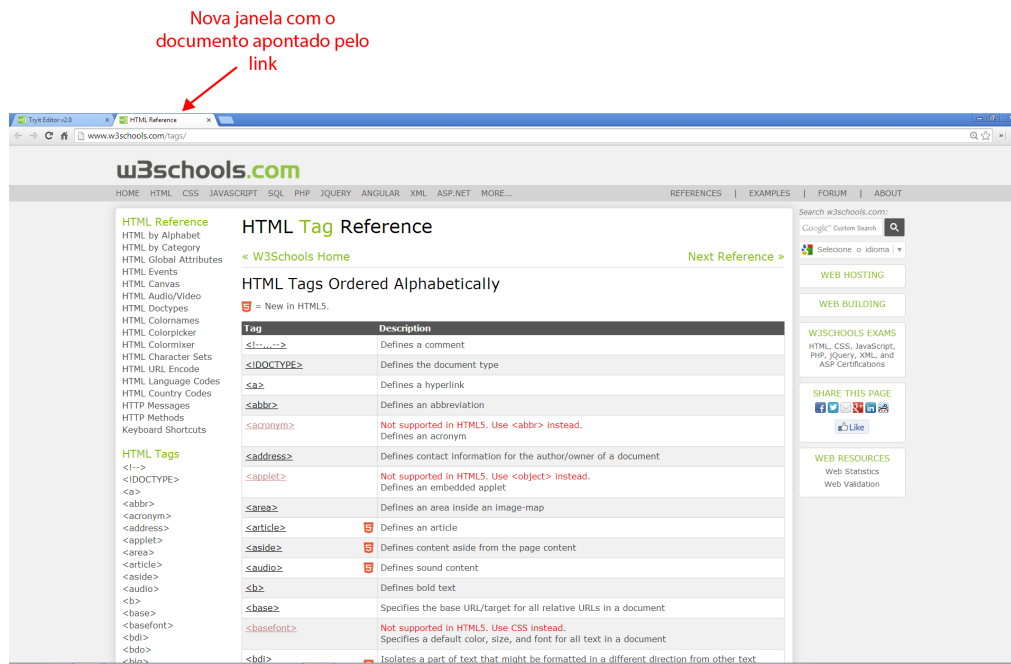 Nova janela com o
documento apontado pelo
link
Tryit Editor v2.0
HTML Reference
www.w3schools.com/tags/
w3schools.com
HOME HTML CSS JAVASCRIPT SQL PHP JQUERY ANGULAR XML ASP.NET MORE...
REFERENCES | EXAMPLES | FORUM | ABOUT
HTML Reference
HTML by Alphabet
HTML by Category
HTML Global Attributes
HTML Events
HTML Canvas
HTML Audio/Video
HTML Doctypes
HTML Colornames
HTML Colorpicker
HTML Colormixer
HTML Character Sets
HTML URL Encode
HTML Language Codes
HTML Country Codes
HTTP Messages
HTTP Methods
Keyboard Shortcuts
HTML Tags
<!-->
<!DOCTYPE>
<a>
<abbr>
<acronym>
<address>
<applet>
<area>
<article>
<aside>
<audio>
<b>
<base>
<basefont>
<bdi>
<bdo>
<big>
HTML Tag Reference
« W3Schools Home
Next Reference »
HTML Tags Ordered Alphabetically
5 = New in HTML5.
Tag Description
<!--...--> Defines a comment
<!DOCTYPE> Defines the document type
<a> Defines a hyperlink
<abbr> Defines an abbreviation
<acronym> Not supported in HTML5. Use <abbr> instead.
Defines an acronym
<address> Defines contact information for the author/owner of a document
<applet> Not supported in HTML5. Use <object> instead.
Defines an embedded applet
<area> Defines an area inside an image-map
<article> 5 Defines an article
<aside> 5 Defines content aside from the page content
<audio> 5 Defines sound content
<b> Defines bold text
<base> Specifies the base URL/target for all relative URLs in a document
<basefont> Not supported in HTML5. Use CSS instead.
Specifies a default color, size, and font for all text in a document
<bdi> 5 Isolates a part of text that might be formatted in a different direction from other text
Search w3schools.com:
Google™ Custom Search
Selecione o idioma
WEB HOSTING
WEB BUILDING
W3SCHOOLS EXAMS
HTML, CSS, JavaScript,
PHP, jQuery, XML, and
ASP Certifications
SHARE THIS PAGE
Like
WEB RESOURCES
Web Statistics
Web Validation